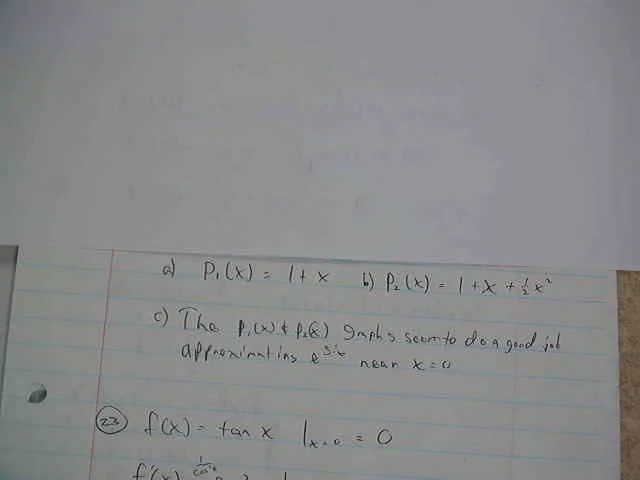 a) P₁(x) = 1 + x b) P₂(x) = 1 + x + ½x²
c) The p₁(x) & p₂(x) graphs seem to do a good job
approximating e^sin near x=0
(23) f(x) = tan x |ₓ₌₀ = 0
f'(x)